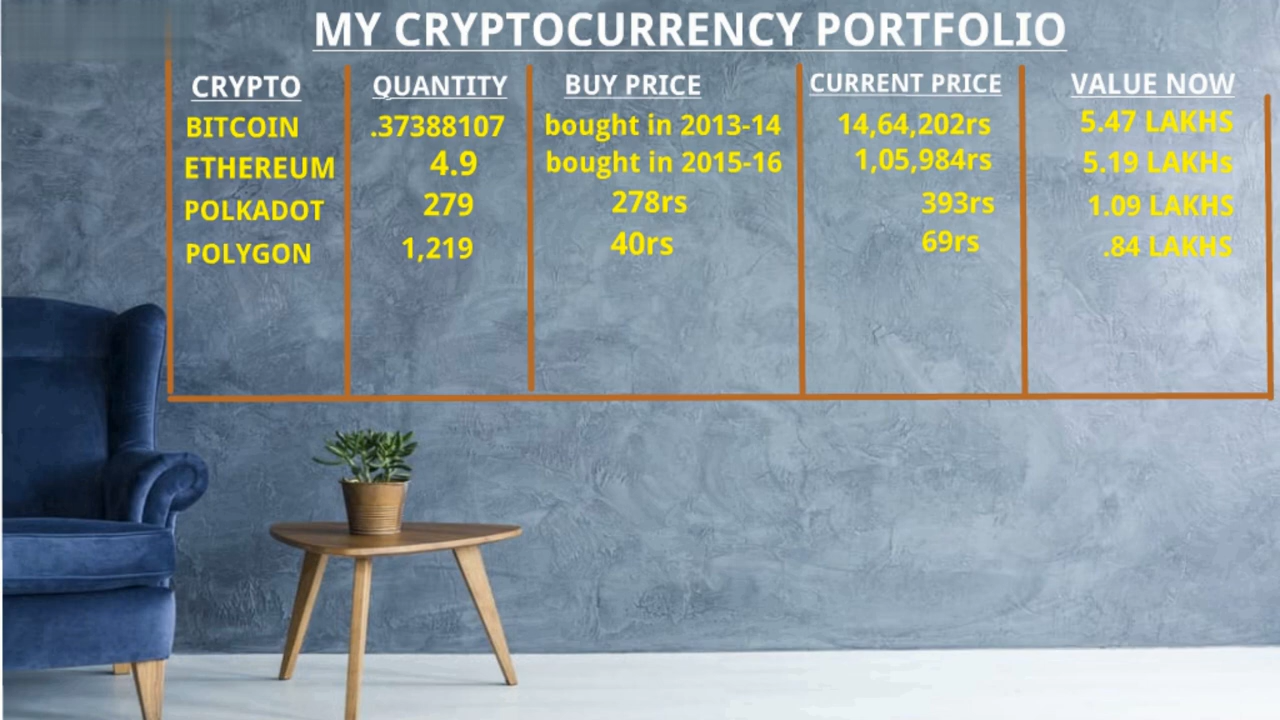 MY CRYPTOCURRENCY PORTFOLIO
CRYPTO QUANTITY BUY PRICE CURRENT PRICE VALUE NOW
BITCOIN .37388107 bought in 2013-14 14,64,202rs 5.47 LAKHS
ETHEREUM 4.9 bought in 2015-16 1,05,984rs 5.19 LAKHs
POLKADOT 279 278rs 393rs 1.09 LAKHS
POLYGON 1,219 40rs 69rs .84 LAKHS